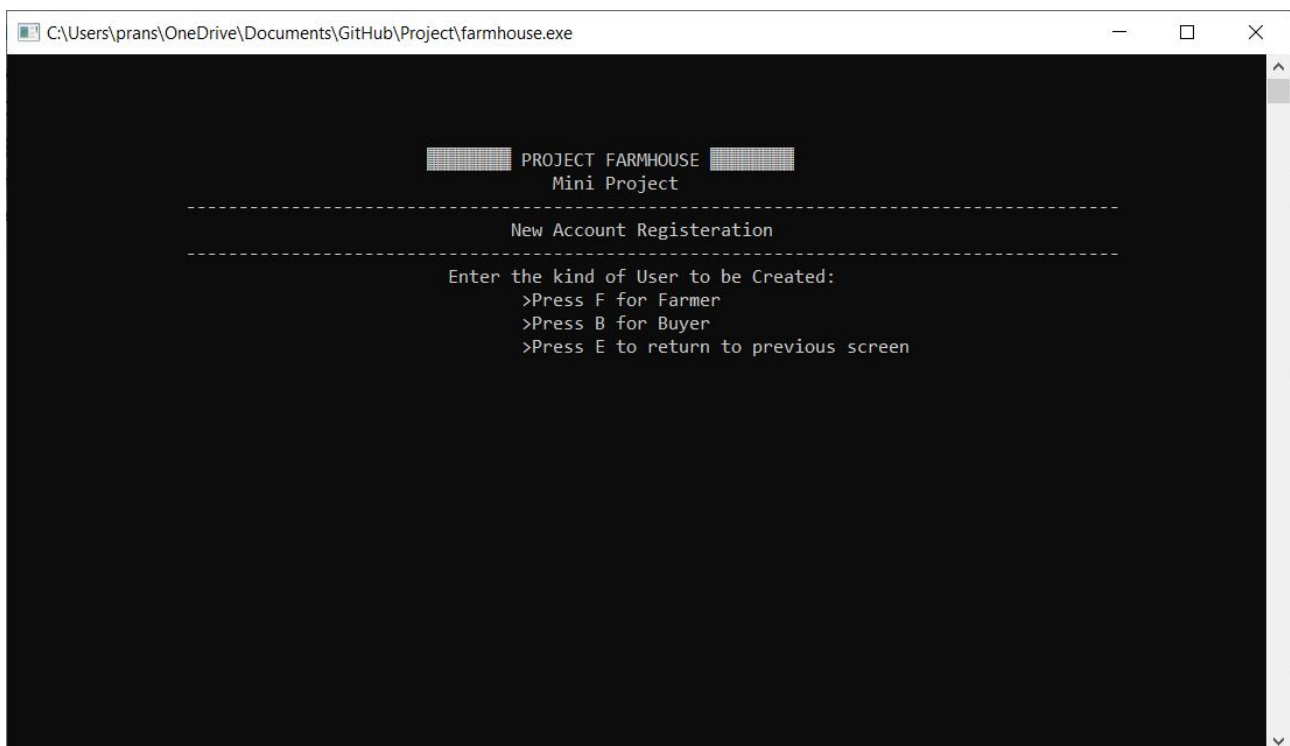 C:\Users\prans\OneDrive\Documents\GitHub\Project\farmhouse.exe
▒▒▒▒▒▒▒▒ PROJECT FARMHOUSE ▒▒▒▒▒▒▒▒
Mini Project
-----------------------------------------------------------------------------------------
New Account Registeration
-----------------------------------------------------------------------------------------
Enter the kind of User to be Created:
>Press F for Farmer
>Press B for Buyer
>Press E to return to previous screen